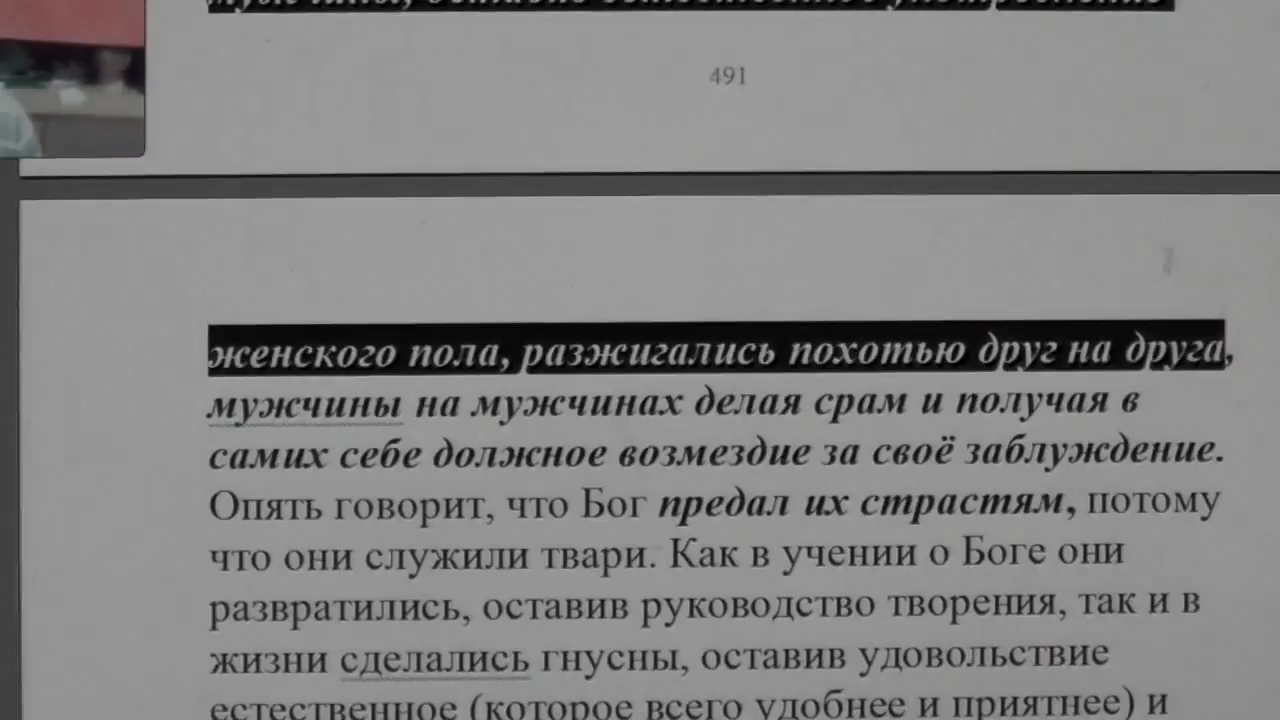 491
женского пола, разжигались похотью друг на друга,
мужчины на мужчинах делая срам и получая в
самих себе должное возмездие за своё заблуждение.
Опять говорит, что Бог предал их страстям, потому
что они служили твари. Как в учении о Боге они
развратились, оставив руководство творения, так и в
жизни сделались гнусны, оставив удовольствие
естественное (которое всего удобнее и приятнее) и